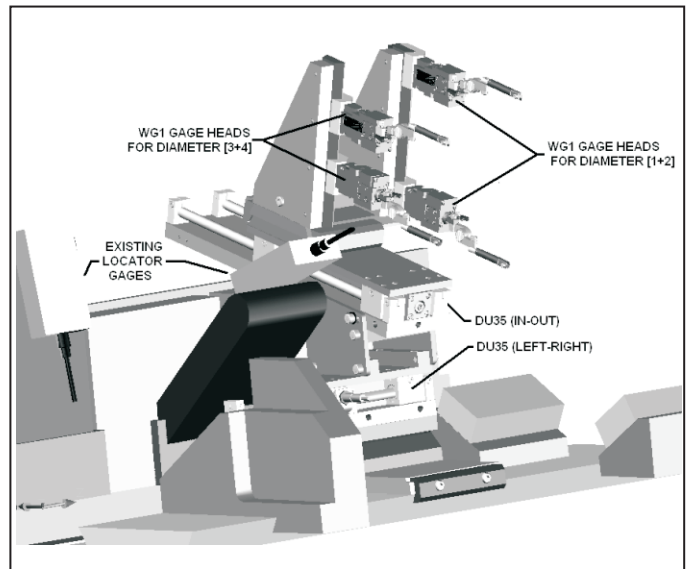 WG1 GAGE HEADS
FOR DIAMETER [3+4]
WG1 GAGE HEADS
FOR DIAMETER [1+2]
EXISTING
LOCATOR
GAGES
DU35 (IN-OUT)
DU35 (LEFT-RIGHT)